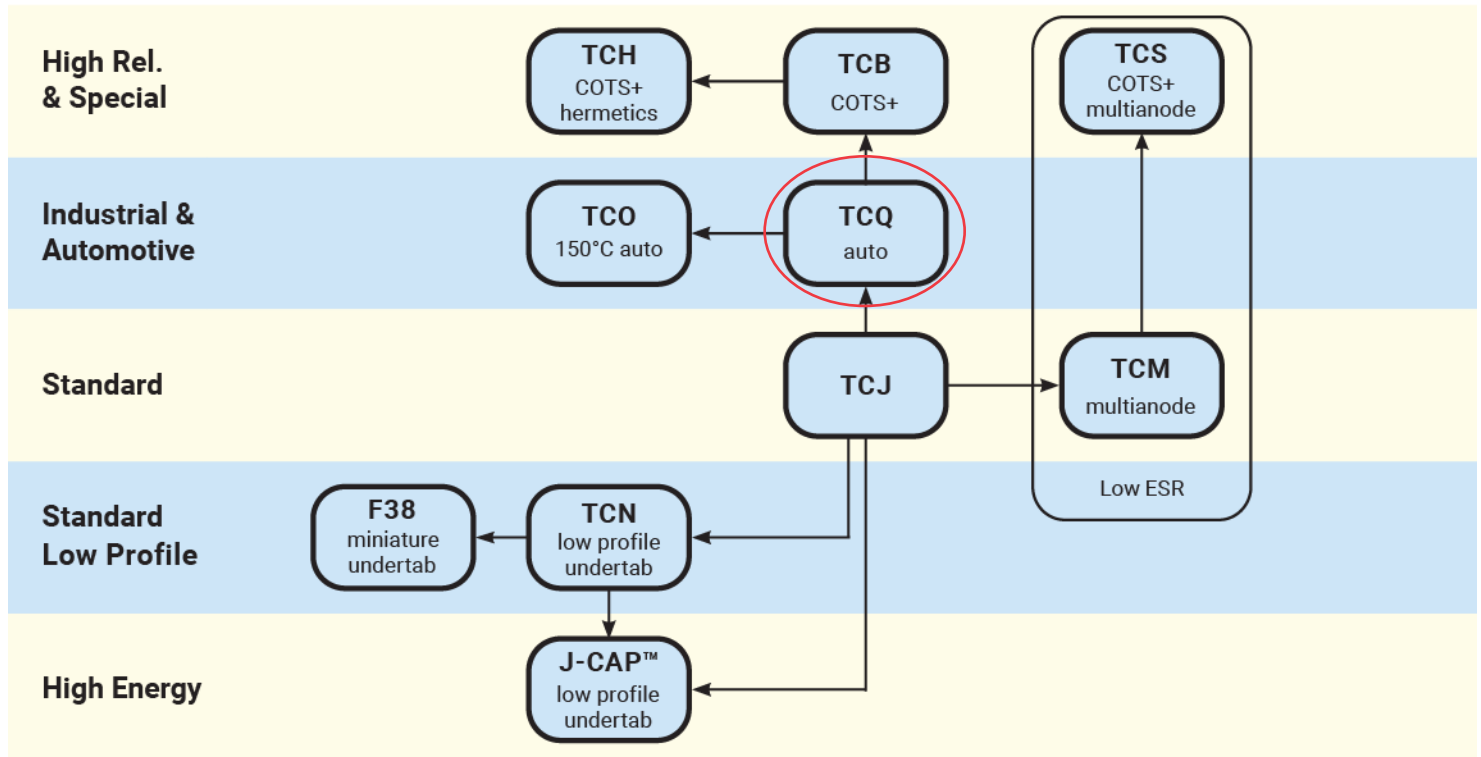 High Rel.
& Special
TCH
COTS+
hermetics
TCB
COTS+
TCS
COTS+
multianode
Industrial &
Automotive
TCO
150°C auto
TCQ
auto
Standard
TCJ
TCM
multianode
Low ESR
Standard
Low Profile
F38
miniature
undertab
TCN
low profile
undertab
High Energy
J-CAP™
low profile
undertab